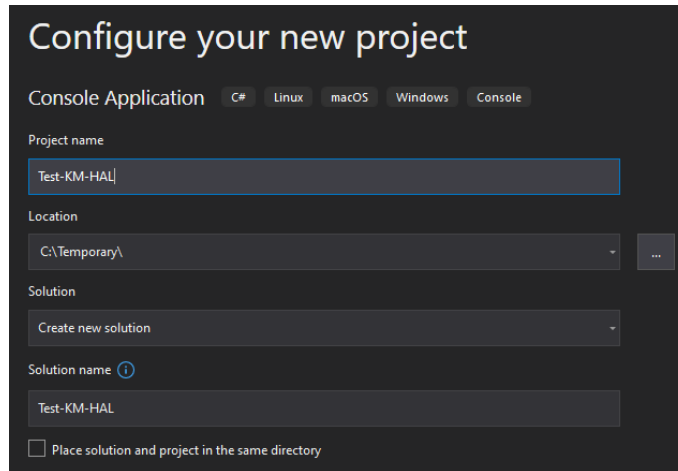 Configure your new project
Console Application C# Linux macOS Windows Console
Project name
Test-KM-HAL
Location
C:\Temporary\
...
Solution
Create new solution
Solution name
Test-KM-HAL
Place solution and project in the same directory